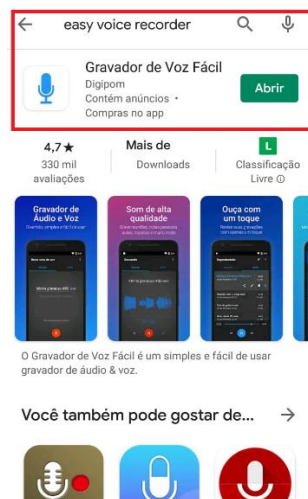 easy voice recorder
Gravador de Voz Fácil
Digipom
Contém anúncios •
Compras no app
Abrir
4,7★
330 mil
avaliações
Mais de
Downloads
L
Classificação
Livre
Gravador de
Áudio e Voz
Som de alta
qualidade
Ouça com
um toque
O Gravador de Voz Fácil é um simples e fácil de usar
gravador de áudio & voz.
Você também pode gostar de...